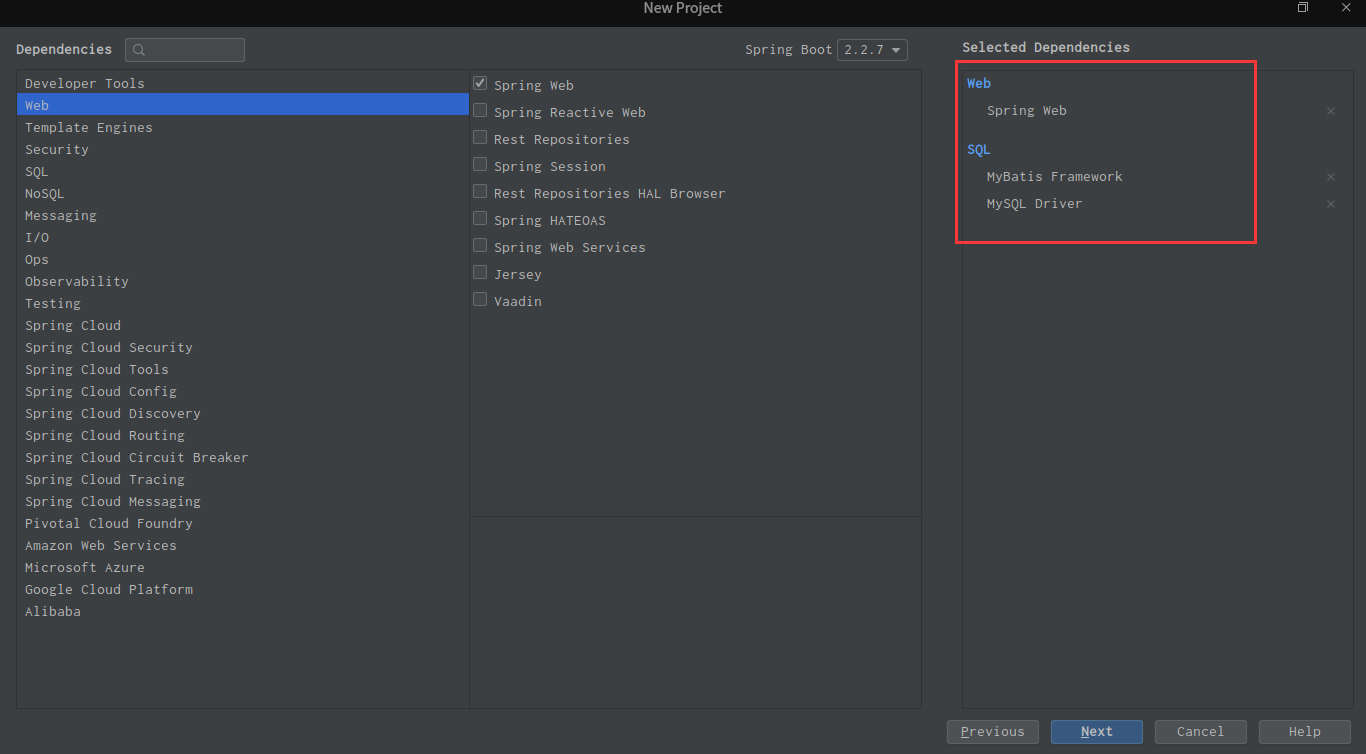 New Project
Dependencies
Spring Boot 2.2.7
Selected Dependencies
Developer Tools
Web
Template Engines
Security
SQL
NoSQL
Messaging
I/O
Ops
Observability
Testing
Spring Cloud
Spring Cloud Security
Spring Cloud Tools
Spring Cloud Config
Spring Cloud Discovery
Spring Cloud Routing
Spring Cloud Circuit Breaker
Spring Cloud Tracing
Spring Cloud Messaging
Pivotal Cloud Foundry
Amazon Web Services
Microsoft Azure
Google Cloud Platform
Alibaba
Spring Web
Spring Reactive Web
Rest Repositories
Spring Session
Rest Repositories HAL Browser
Spring HATEOAS
Spring Web Services
Jersey
Vaadin
Web
Spring Web
SQL
MyBatis Framework
MySQL Driver
Previous
Next
Cancel
Help